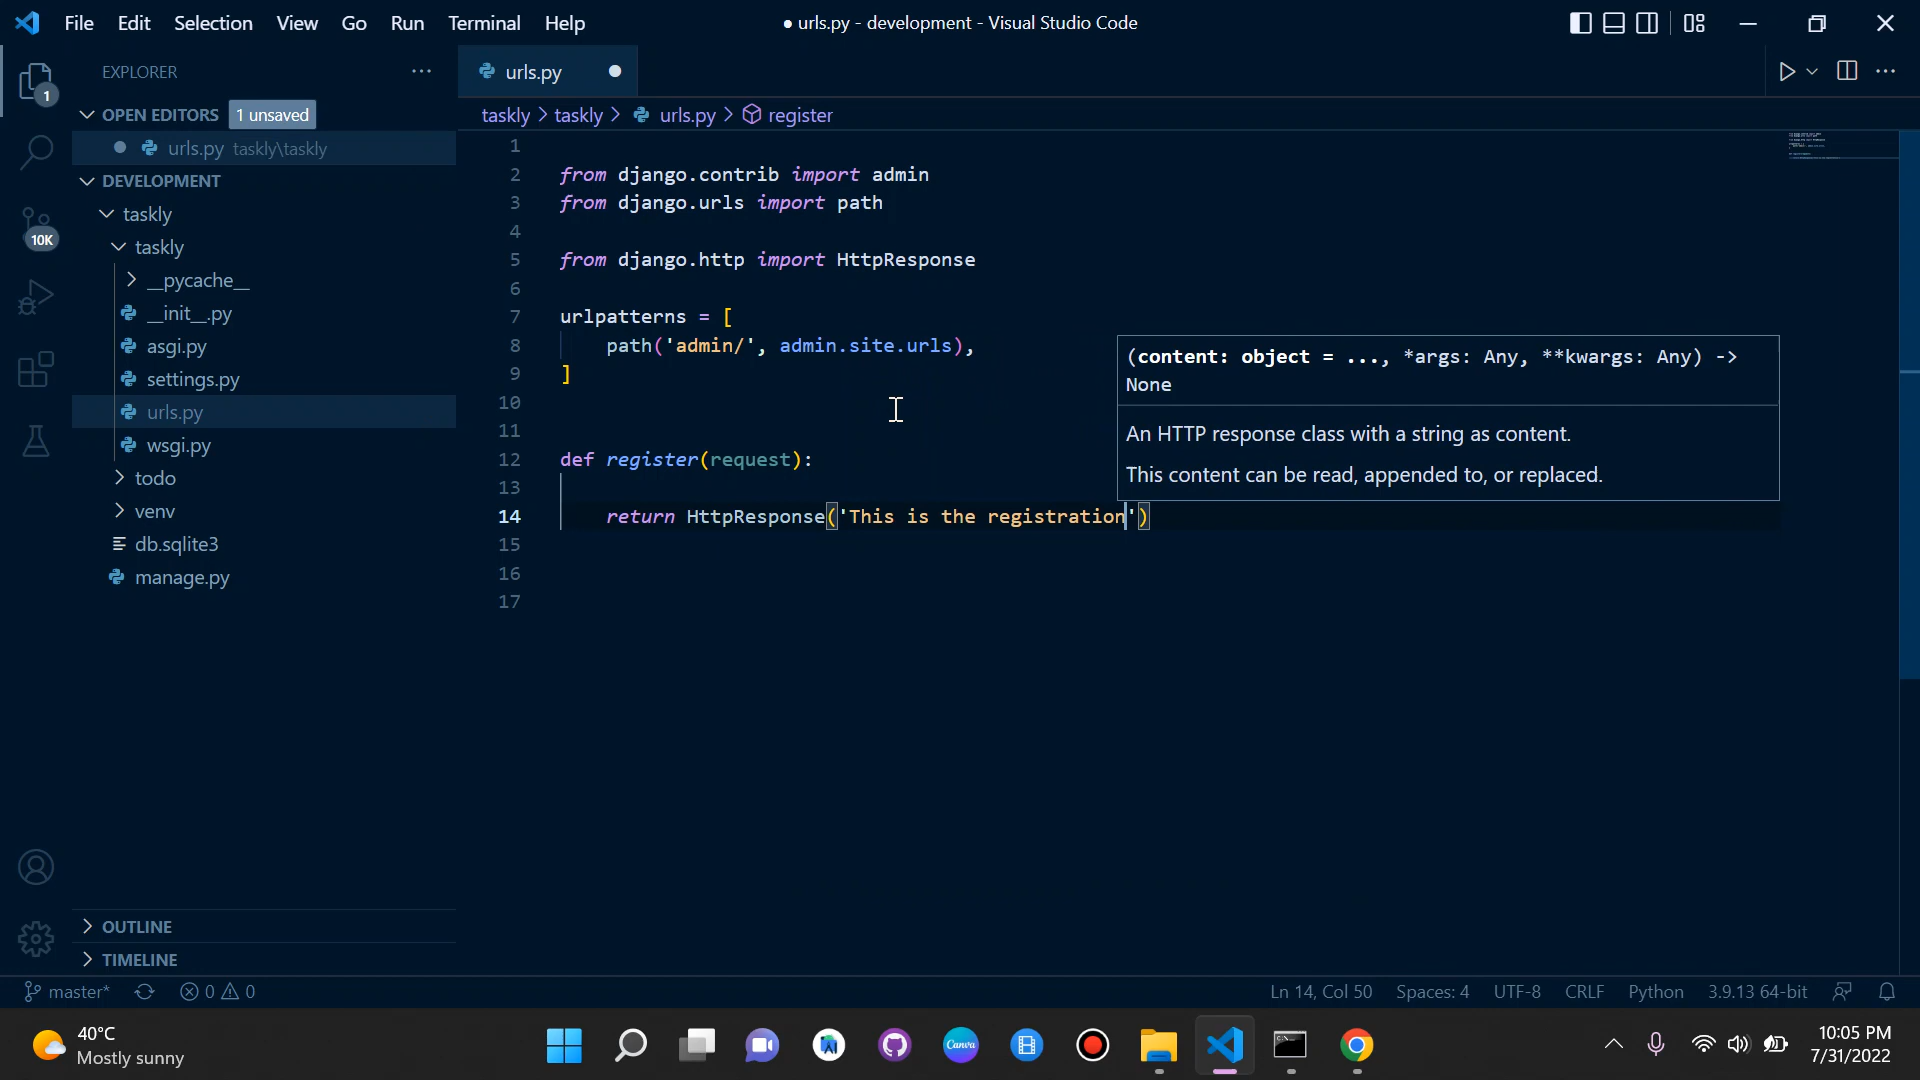 File Edit Selection View Go Run Terminal Help
● urls.py - development - Visual Studio Code
EXPLORER
1
OPEN EDITORS 1 unsaved
urls.py taskly\taskly
DEVELOPMENT
taskly
taskly
__pycache__
__init__.py
asgi.py
settings.py
urls.py
wsgi.py
todo
venv
db.sqlite3
manage.py
10K
OUTLINE
TIMELINE
urls.py
taskly > taskly > urls.py > register
1
2 from django.contrib import admin
3 from django.urls import path
4
5 from django.http import HttpResponse
6
7 urlpatterns = [
8 path('admin/', admin.site.urls),
9 ]
10
11
12 def register(request):
13
14 return HttpResponse('This is the registration')
15
16
17
(content: object = ..., *args: Any, **kwargs: Any) ->
None
An HTTP response class with a string as content.
This content can be read, appended to, or replaced.
master* 0 0 Ln 14, Col 50 Spaces: 4 UTF-8 CRLF Python 3.9.13 64-bit
40°C
Mostly sunny
Canva
10:05 PM
7/31/2022